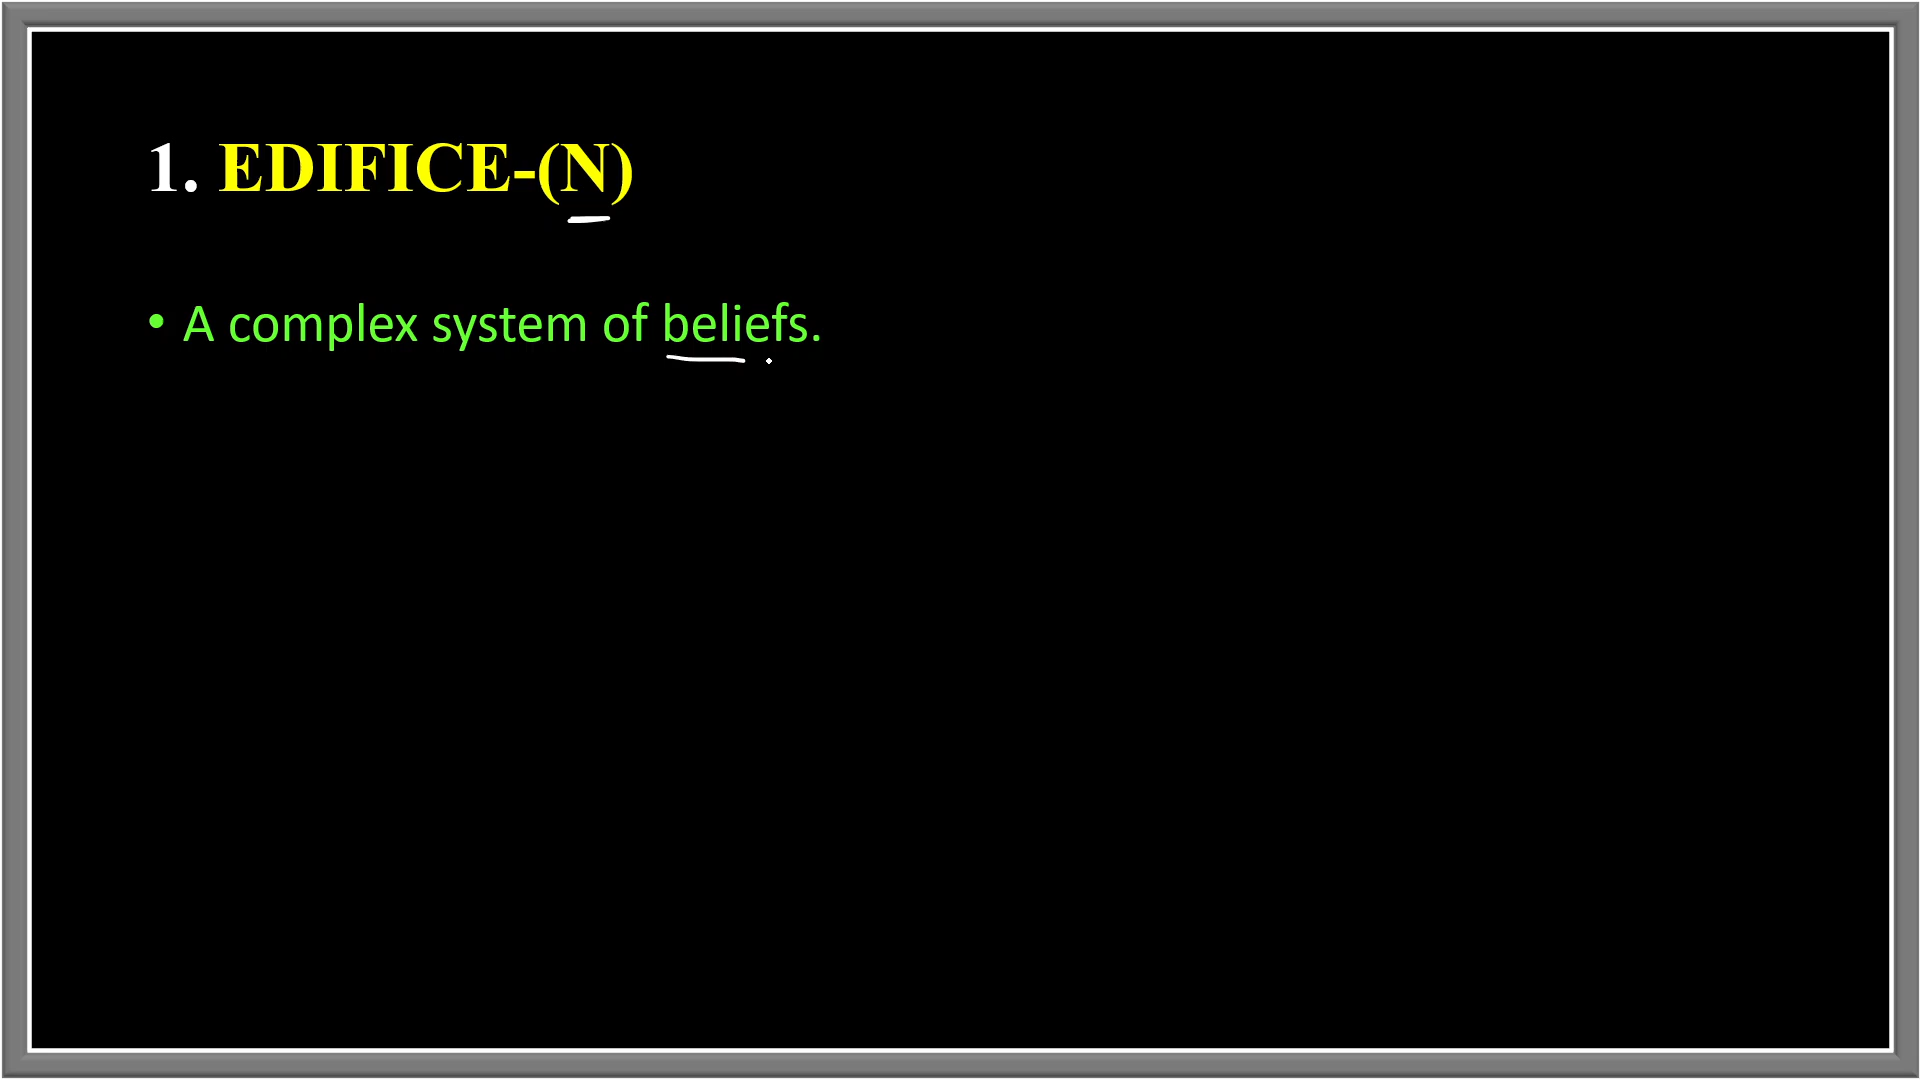 1. EDIFICE-(N)
• A complex system of beliefs.